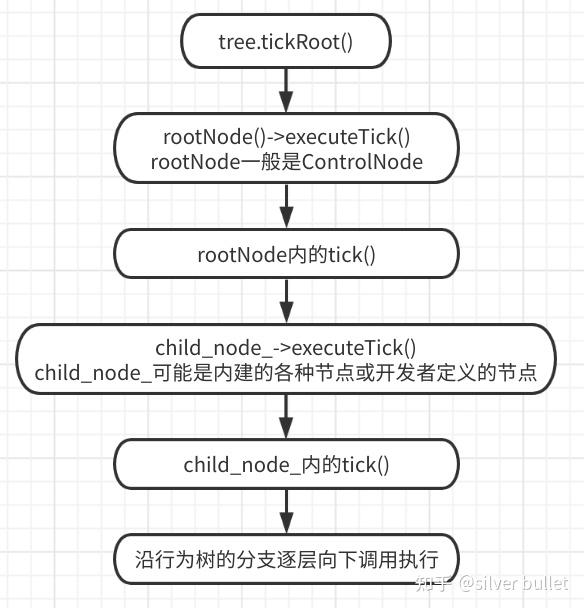 tree.tickRoot()
rootNode()->executeTick()
rootNode一般是ControlNode
rootNode内的tick()
child_node_->executeTick()
child_node_可能是内建的各种节点或开发者定义的节点
child_node_内的tick()
沿行为树的分支逐层向下调用执行
知乎 @silver bullet